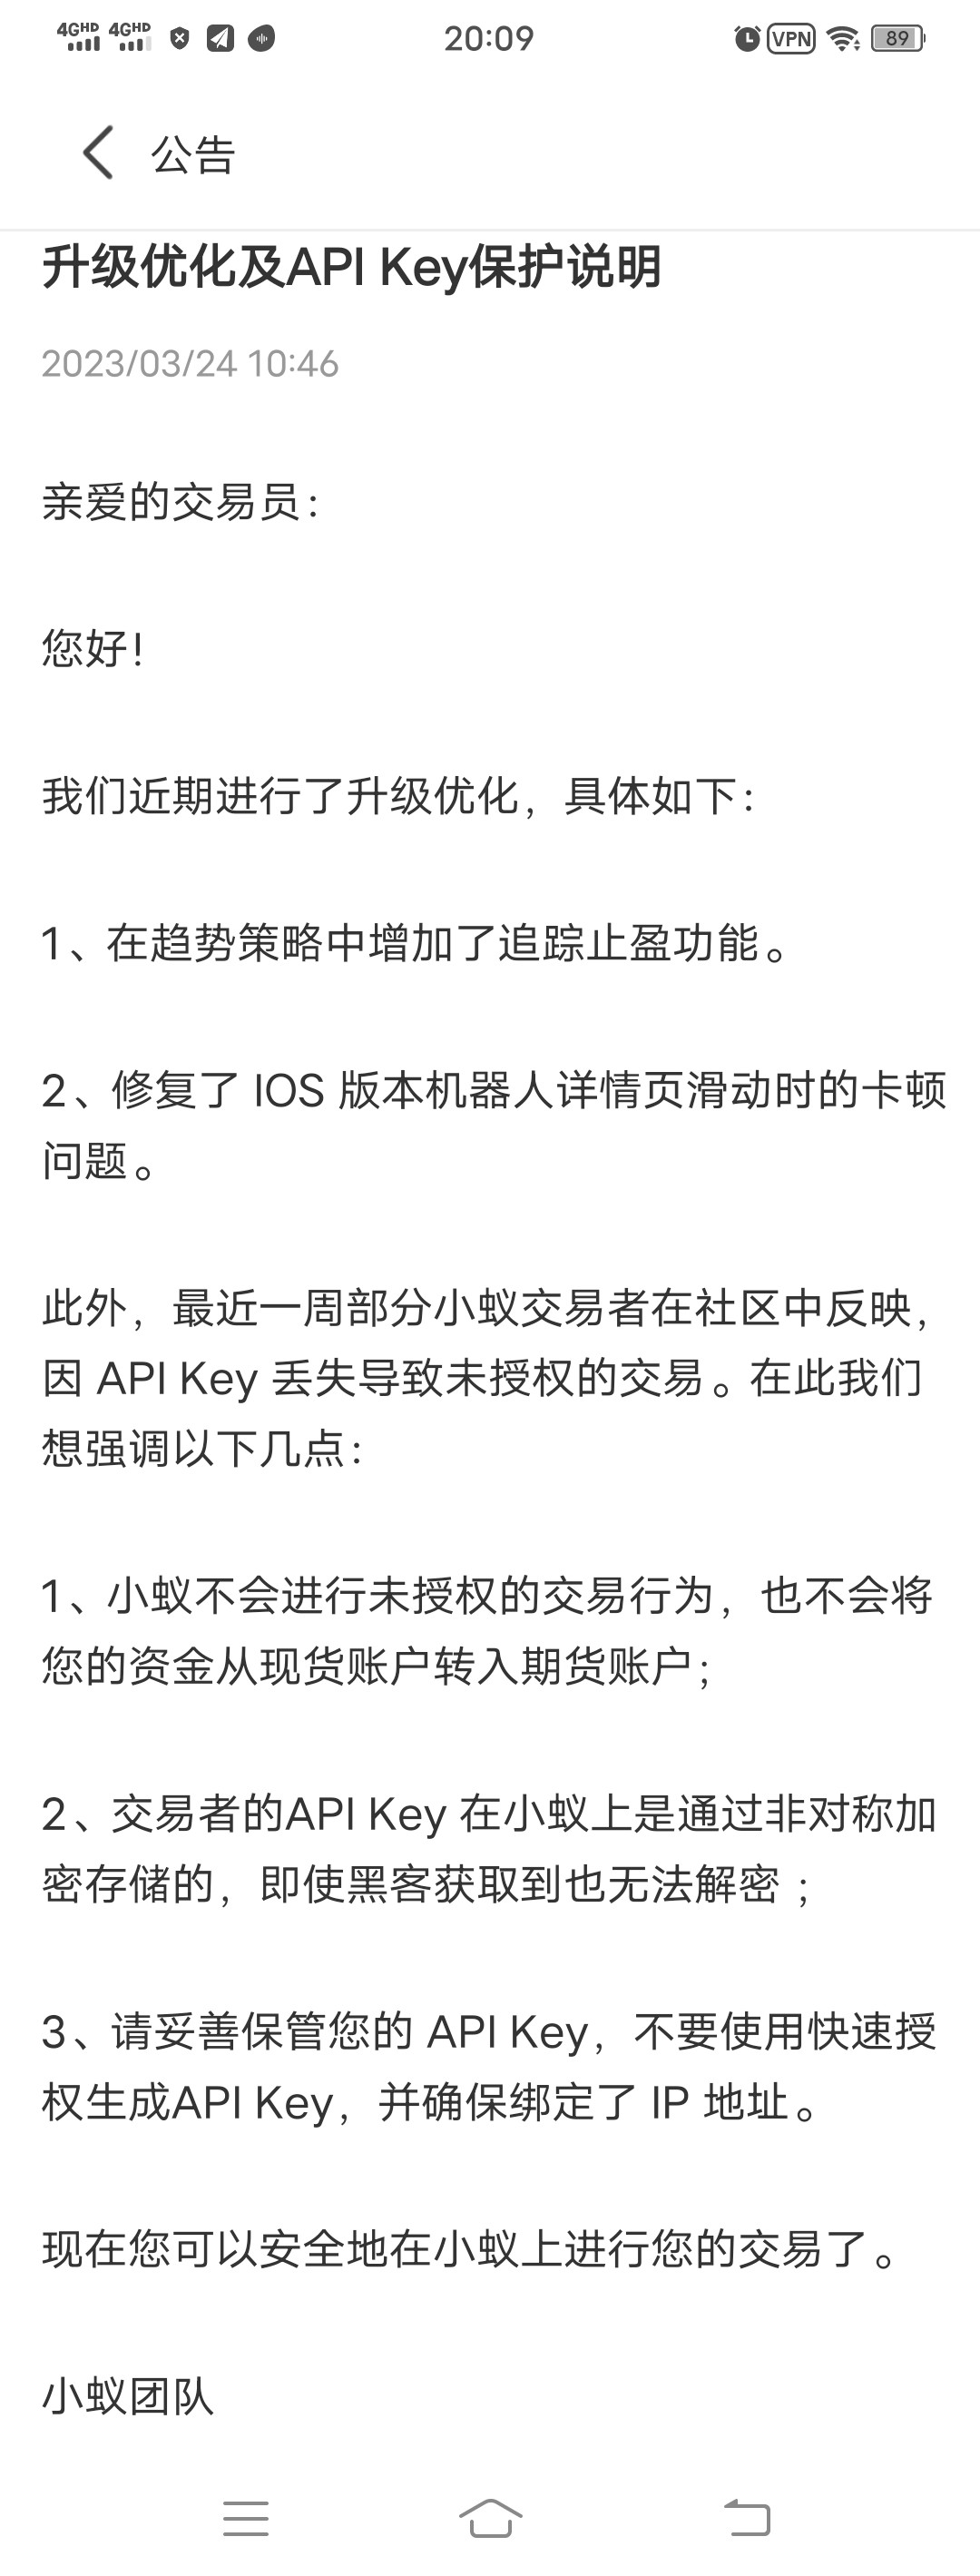 4GHD 4GHD 20:09 VPN 89
公告
升级优化及API Key保护说明
2023/03/24 10:46
亲爱的交易员：
您好！
我们近期进行了升级优化，具体如下：
1、在趋势策略中增加了追踪止盈功能。
2、修复了 IOS 版本机器人详情页滑动时的卡顿
问题。
此外，最近一周部分小蚁交易者在社区中反映，
因 API Key 丢失导致未授权的交易。在此我们
想强调以下几点：
1、小蚁不会进行未授权的交易行为，也不会将
您的资金从现货账户转入期货账户；
2、交易者的API Key 在小蚁上是通过非对称加
密存储的，即使黑客获取到也无法解密 ；
3、请妥善保管您的 API Key，不要使用快速授
权生成API Key，并确保绑定了 IP 地址。
现在您可以安全地在小蚁上进行您的交易了。
小蚁团队